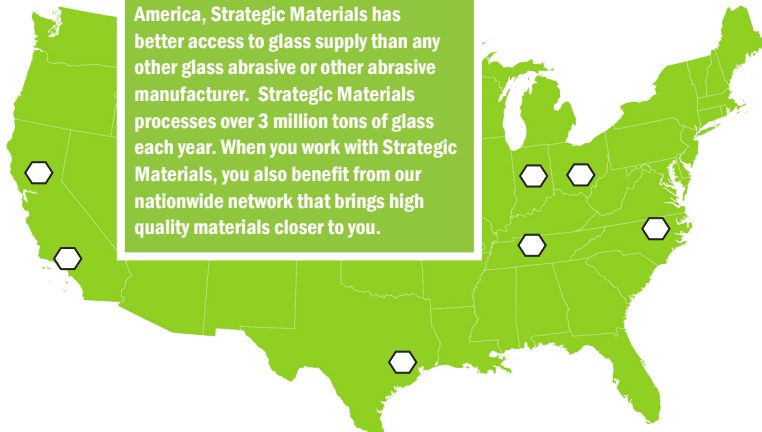 America, Strategic Materials has
better access to glass supply than any
other glass abrasive or other abrasive
manufacturer. Strategic Materials
processes over 3 million tons of glass
each year. When you work with Strategic
Materials, you also benefit from our
nationwide network that brings high
quality materials closer to you.